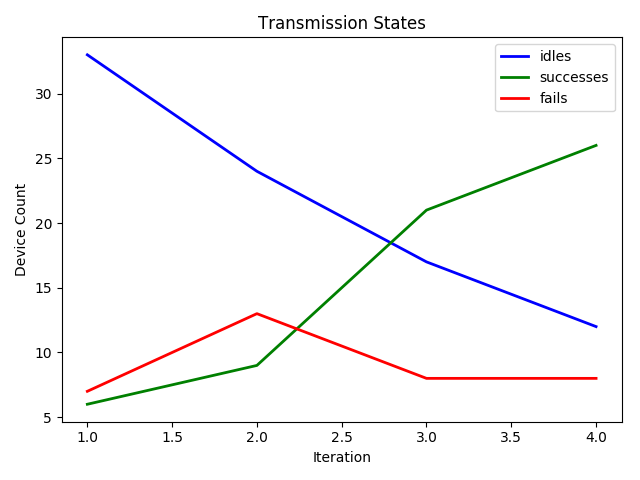 Transmission States
idles
successes
fails
Device Count
30
25
20
15
10
5
1.0 1.5 2.0 2.5 3.0 3.5 4.0
Iteration